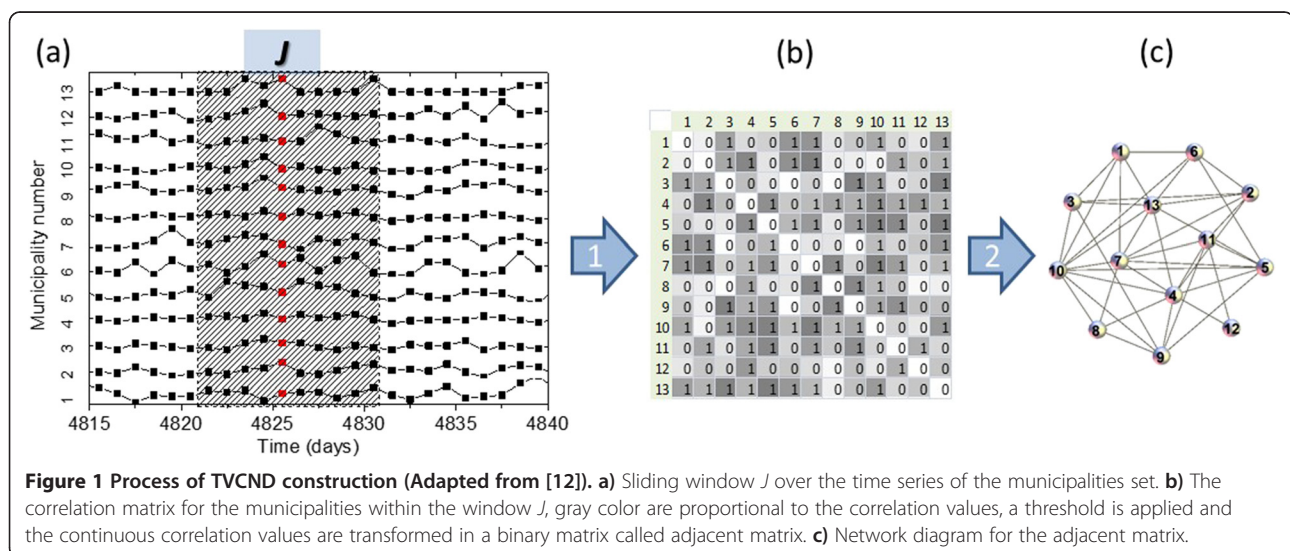 (a)
J
Municipality number
13
12
11
10
9
8
7
6
5
4
3
2
1
4815 4820 4825 4830 4835 4840
Time (days)
1
(b)
1 2 3 4 5 6 7 8 9 10 11 12 13
1 0 0 1 0 0 1 1 0 0 1 0 0 1
2 0 0 1 1 0 1 1 0 0 0 1 0 1
3 1 1 0 0 0 0 0 0 1 1 0 0 1
4 0 1 0 0 1 0 1 1 1 1 1 1 1
5 0 0 0 1 0 0 1 0 1 1 1 0 1
6 1 1 0 0 0 0 0 0 0 1 0 0 1
7 1 1 0 1 1 0 0 1 0 1 1 0 1
8 0 0 0 1 0 0 1 0 1 1 0 0 0
9 0 0 1 1 1 0 0 1 0 1 1 0 0
10 1 0 1 1 1 1 1 1 1 0 0 0 1
11 0 1 0 1 1 0 1 0 1 0 0 1 0
12 0 0 0 1 0 0 0 0 0 0 1 0 0
13 1 1 1 1 1 1 1 0 0 1 0 0 0
2
(c)
1 6
2
3 13
11
7 5
10
4
8 12
9
Figure 1 Process of TVCND construction (Adapted from [12]). a) Sliding window J over the time series of the municipalities set. b) The
correlation matrix for the municipalities within the window J, gray color are proportional to the correlation values, a threshold is applied and
the continuous correlation values are transformed in a binary matrix called adjacent matrix. c) Network diagram for the adjacent matrix.